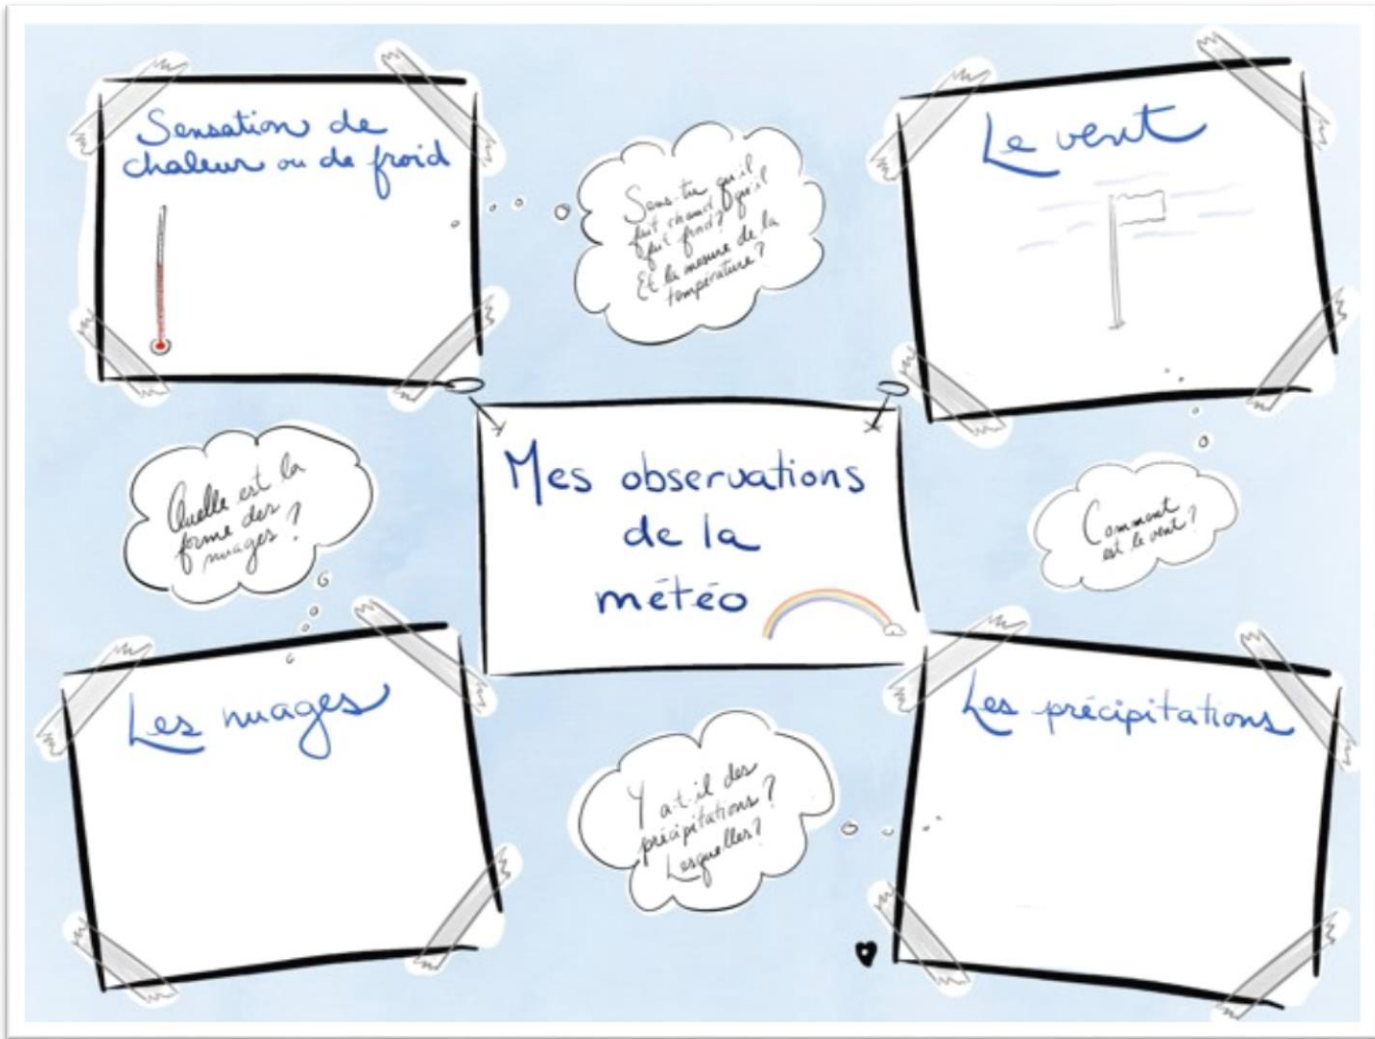 Sensation de
chaleur ou de froid
Sens-tu qu'il
fait chaud? qu'il
fait froid?
Et la mesure de la
température?
Le vent
Quelle est la
forme des
nuages?
Mes observations
de la
météo
Comment
est le vent?
Les nuages
Y a-t-il des
précipitations?
Lesquelles?
Les précipitations